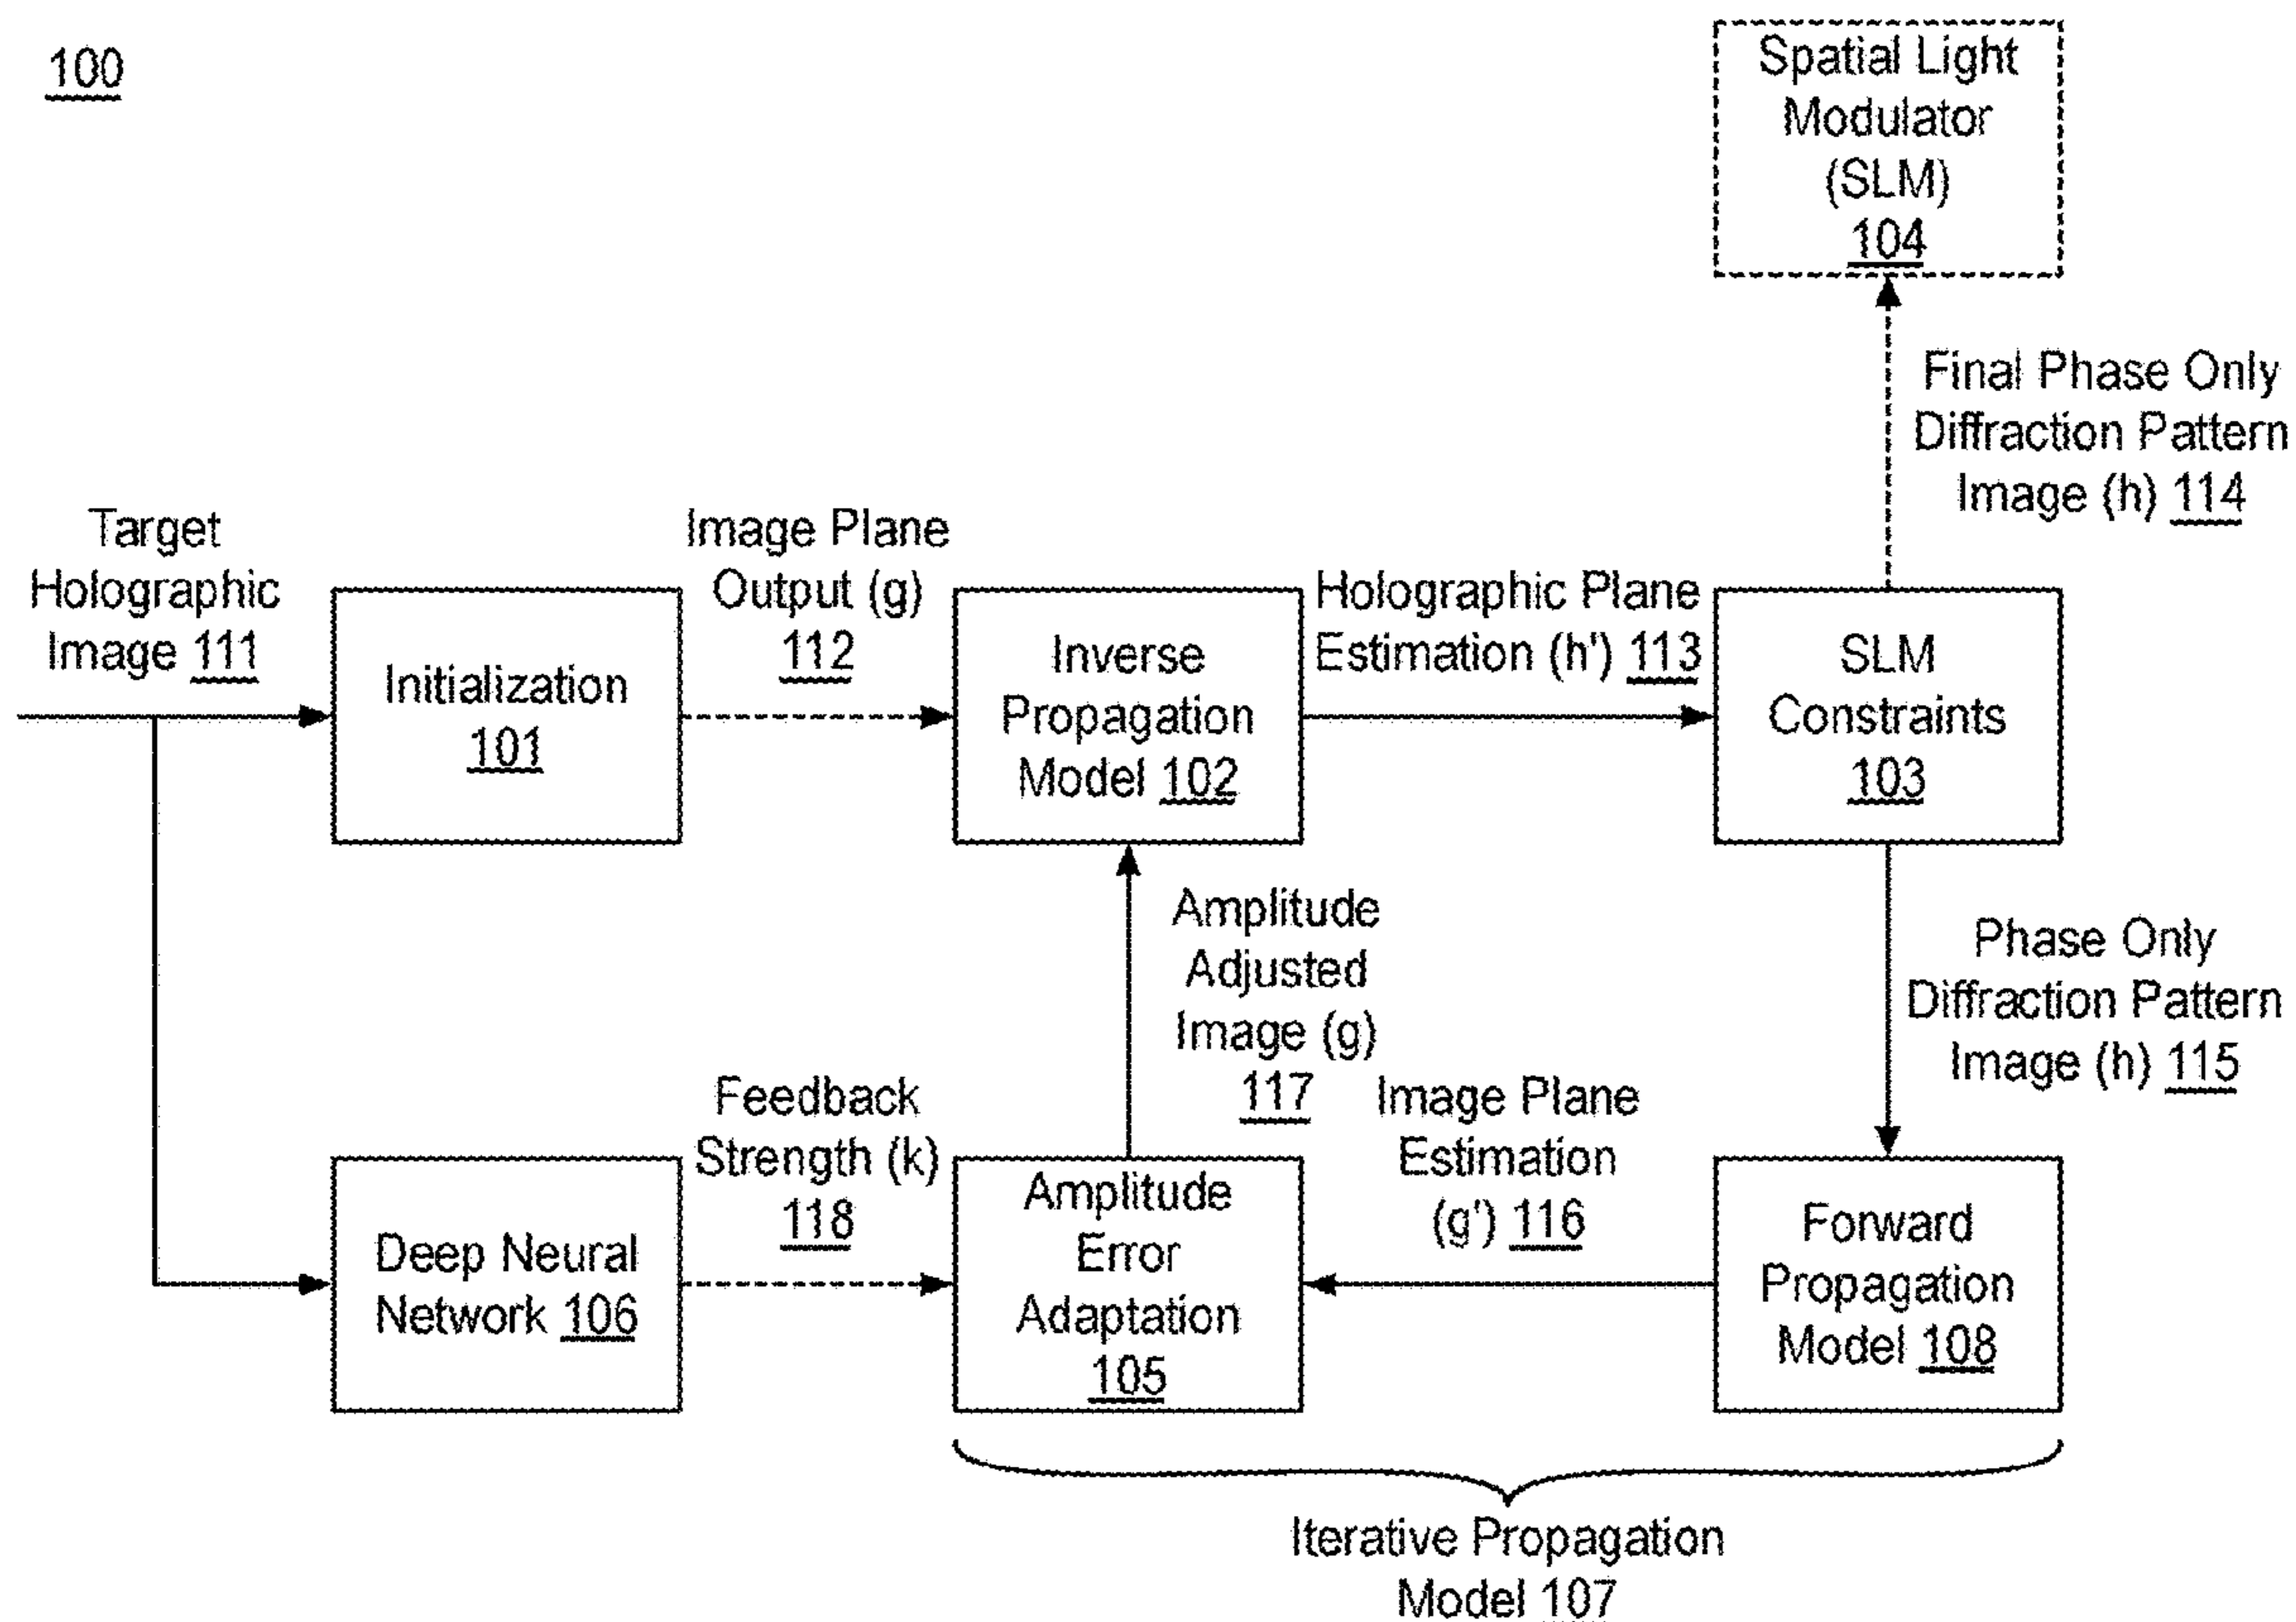 100
Spatial Light
Modulator
(SLM)
104
Final Phase Only
Diffraction Pattern
Image (h) 114
Target
Holographic
Image 111
Initialization
101
Image Plane
Output (g)
112
Inverse
Propagation
Model 102
Holographic Plane
Estimation (h') 113
SLM
Constraints
103
Amplitude
Adjusted
Image (g)
117
Phase Only
Diffraction Pattern
Image (h) 115
Deep Neural
Network 106
Feedback
Strength (k)
118
Amplitude
Error
Adaptation
105
Image Plane
Estimation
(g') 116
Forward
Propagation
Model 108
Iterative Propagation
Model 107